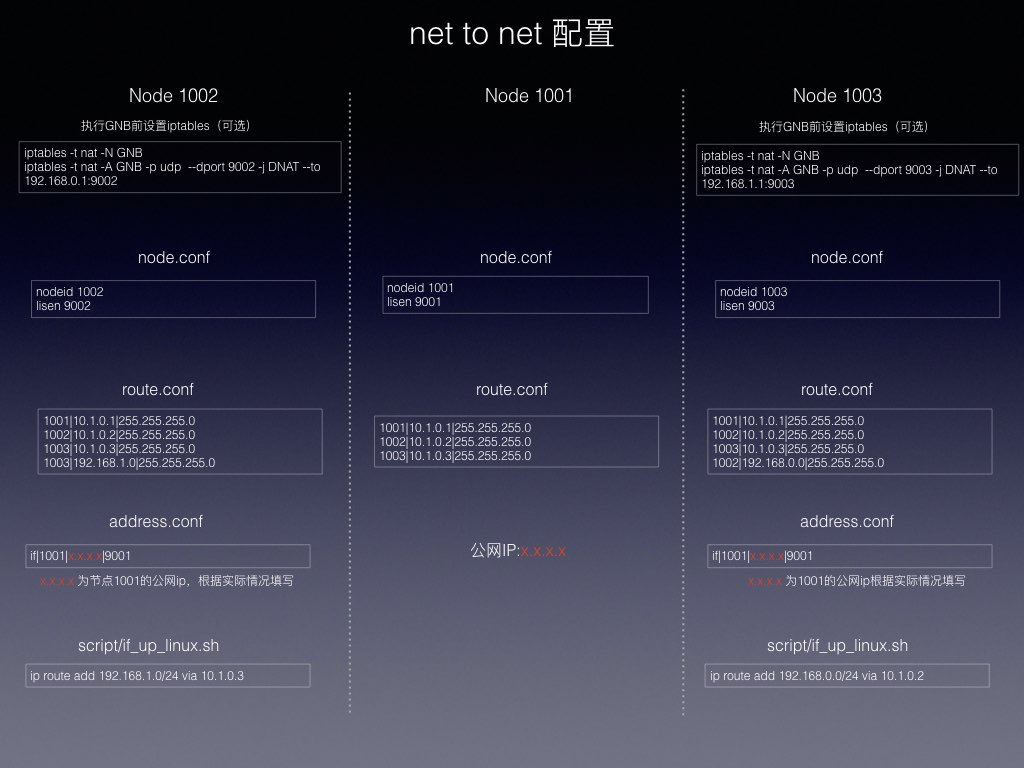 net to net 配置
Node 1002
执行GNB前设置iptables（可选）
iptables -t nat -N GNB
iptables -t nat -A GNB -p udp  --dport 9002 -j DNAT --to
192.168.0.1:9002
node.conf
nodeid 1002
lisen 9002
route.conf
1001|10.1.0.1|255.255.255.0
1002|10.1.0.2|255.255.255.0
1003|10.1.0.3|255.255.255.0
1003|192.168.1.0|255.255.255.0
address.conf
if|1001|x.x.x.x|9001
x.x.x.x 为节点1001的公网ip，根据实际情况填写
script/if_up_linux.sh
ip route add 192.168.1.0/24 via 10.1.0.3
Node 1001
node.conf
nodeid 1001
lisen 9001
route.conf
1001|10.1.0.1|255.255.255.0
1002|10.1.0.2|255.255.255.0
1003|10.1.0.3|255.255.255.0
公网IP:x.x.x.x
Node 1003
执行GNB前设置iptables（可选）
iptables -t nat -N GNB
iptables -t nat -A GNB -p udp  --dport 9003 -j DNAT --to
192.168.1.1:9003
node.conf
nodeid 1003
lisen 9003
route.conf
1001|10.1.0.1|255.255.255.0
1002|10.1.0.2|255.255.255.0
1003|10.1.0.3|255.255.255.0
1002|192.168.0.0|255.255.255.0
address.conf
if|1001|x.x.x.x|9001
x.x.x.x 为1001的公网ip根据实际情况填写
script/if_up_linux.sh
ip route add 192.168.0.0/24 via 10.1.0.2